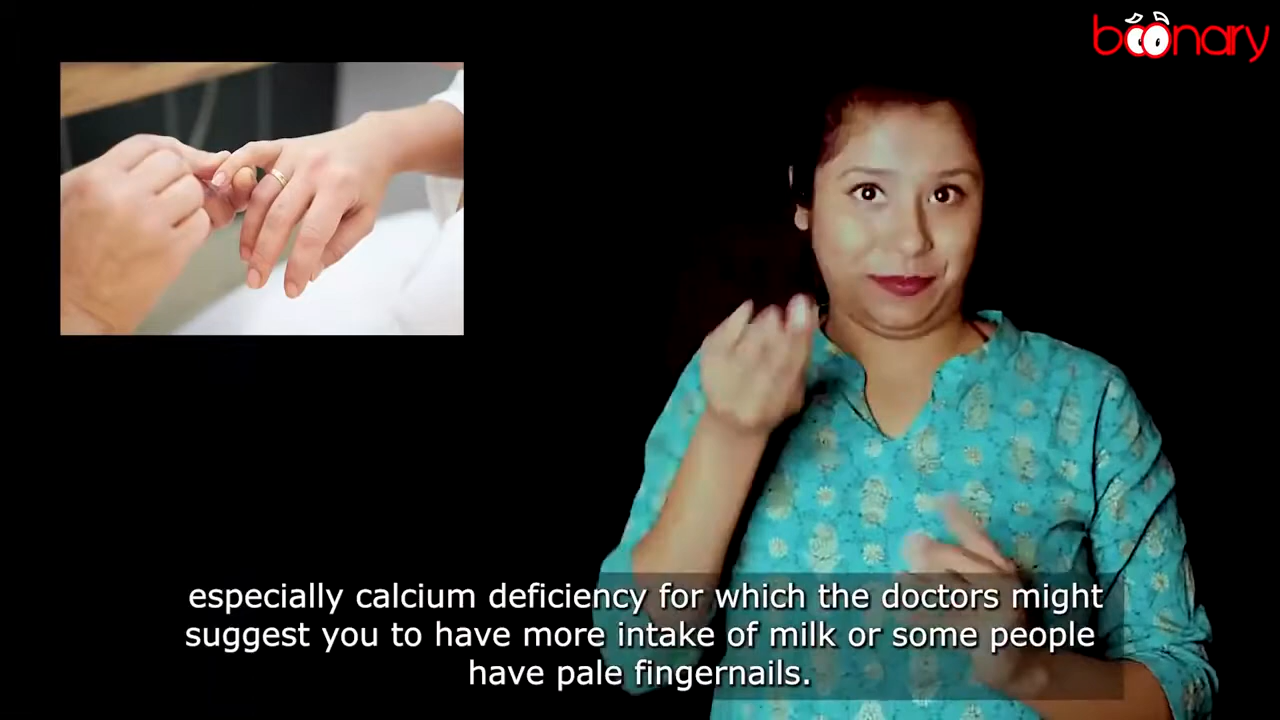 boonary
especially calcium deficiency for which the doctors might
suggest you to have more intake of milk or some people
have pale fingernails.